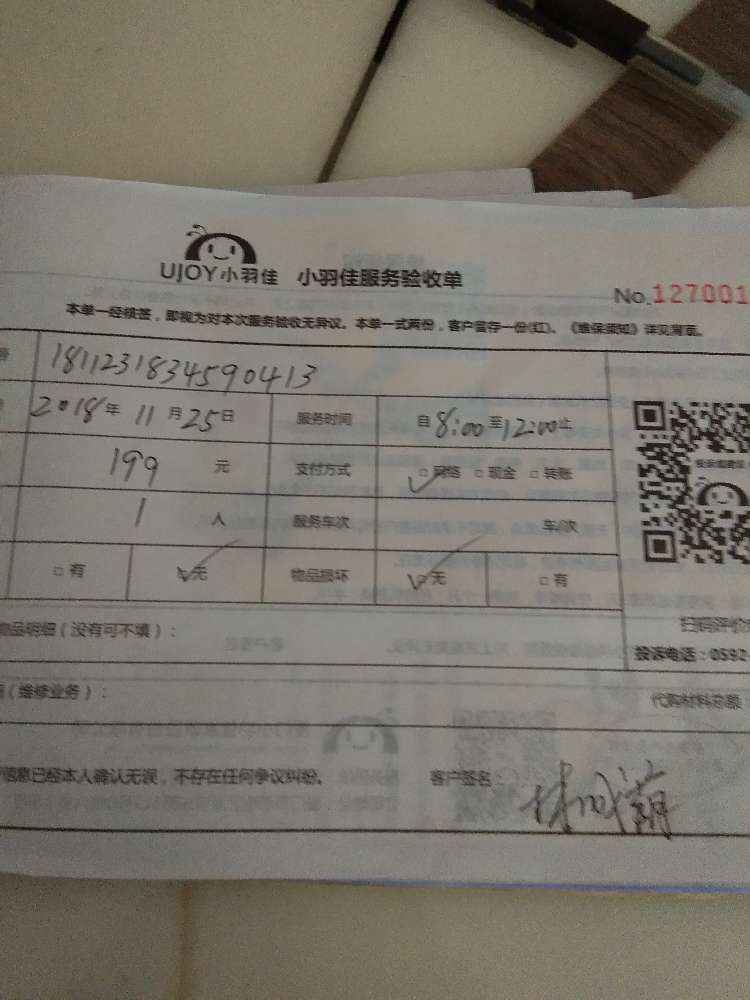 UJOY小羽佳 小羽佳服务验收单
No.127001
本单一经核签，即视为对本次服务验收无异议。本单一式两份，客户留存一份(红)。《维保须知》详见背面。
号 1811231834590413
2018年11月25日 服务时间 自8:00至12:00止
199 元 支付方式 □网络 □现金 □转账
投诉或建议
1 人 服务车次 车/次
□有 □无 物品损坏 □无 □有
扫码评价
物品明细（没有可不填）：
投诉电话：0592-
（维修业务）：
代购材料总额：
信息已经本人确认无误，不存在任何争议纠纷。 客户签名：